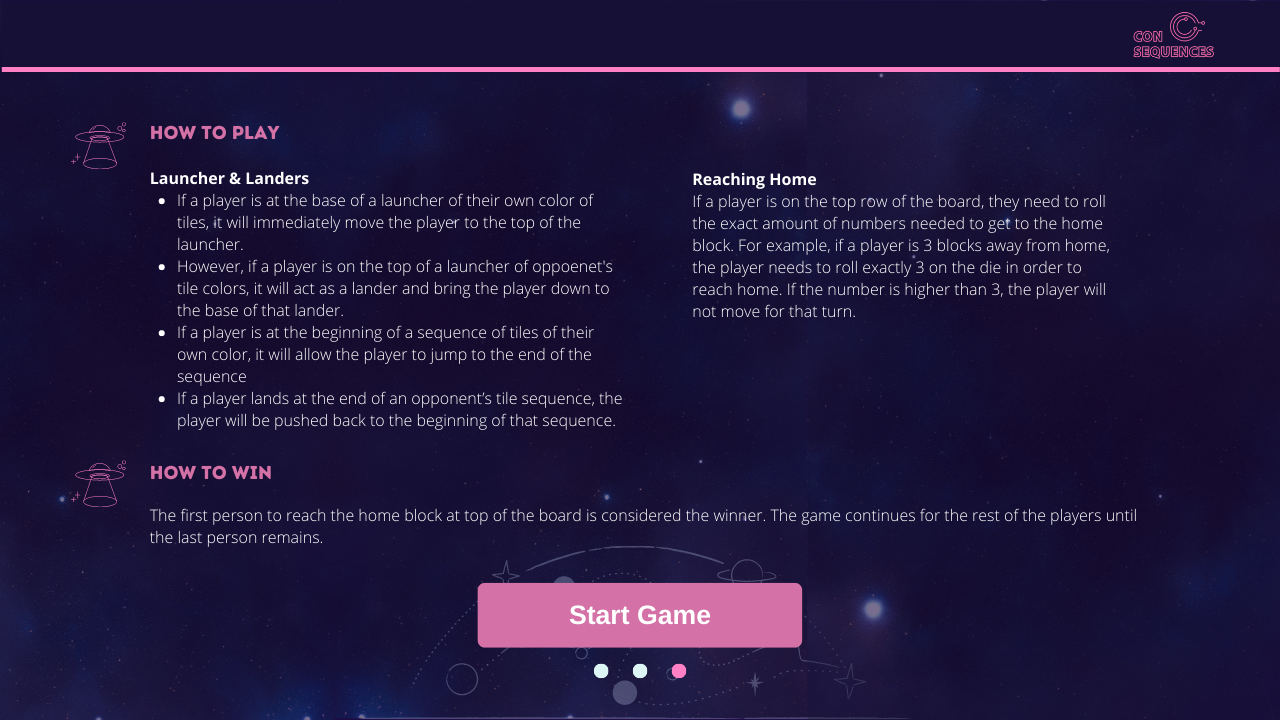 CON
SEQUENCES
HOW TO PLAY
Launcher & Landers
• If a player is at the base of a launcher of their own color of
tiles, it will immediately move the player to the top of the
launcher.
• However, if a player is on the top of a launcher of oppoenet's
tile colors, it will act as a lander and bring the player down to
the base of that lander.
• If a player is at the beginning of a sequence of tiles of their
own color, it will allow the player to jump to the end of the
sequence
• If a player lands at the end of an opponent’s tile sequence, the
player will be pushed back to the beginning of that sequence.
Reaching Home
If a player is on the top row of the board, they need to roll
the exact amount of numbers needed to get to the home
block. For example, if a player is 3 blocks away from home,
the player needs to roll exactly 3 on the die in order to
reach home. If the number is higher than 3, the player will
not move for that turn.
HOW TO WIN
The first person to reach the home block at top of the board is considered the winner. The game continues for the rest of the players until
the last person remains.
Start Game